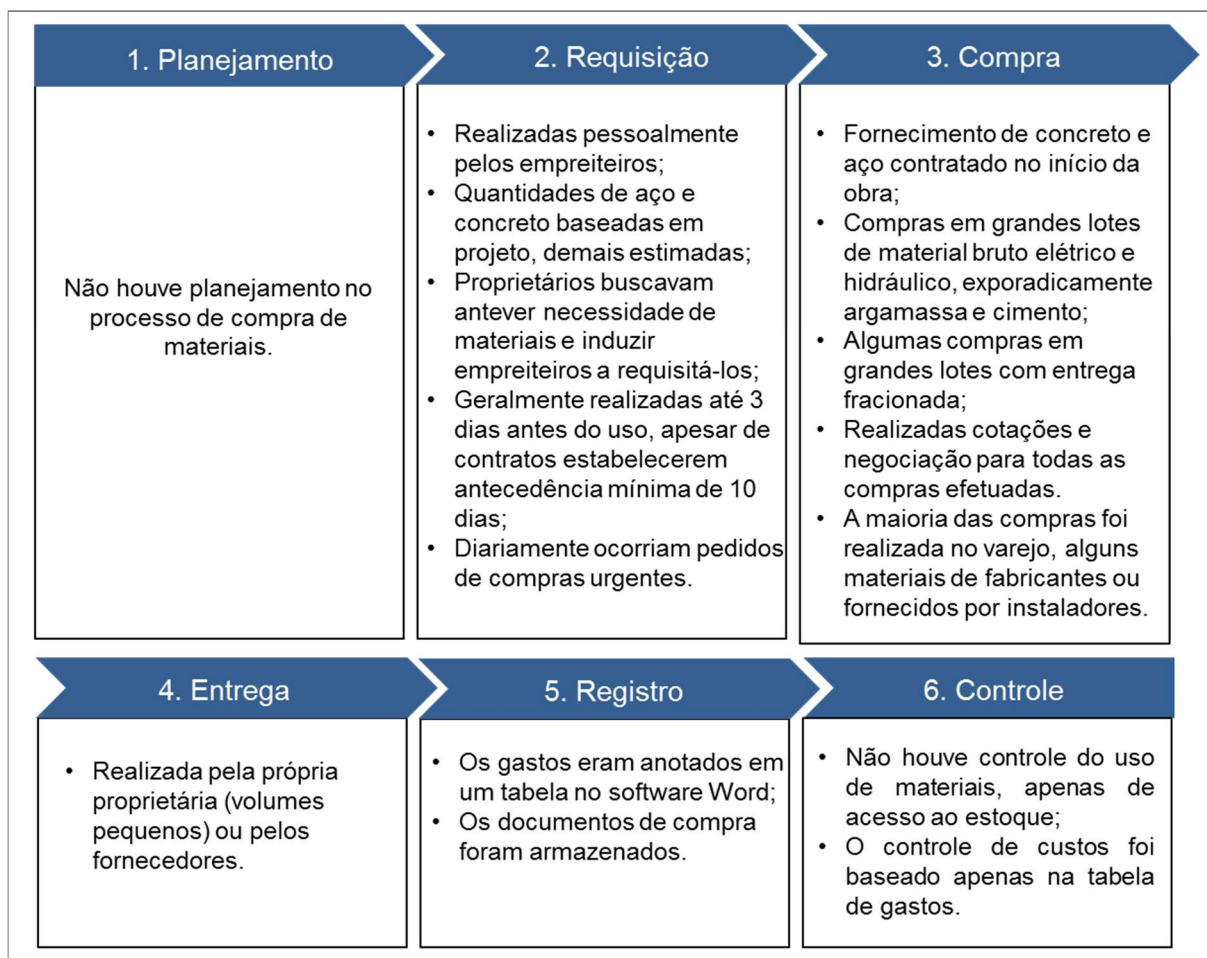 1. Planejamento
Não houve planejamento no
processo de compra de
materiais.
2. Requisição
• Realizadas pessoalmente
pelos empreiteiros;
• Quantidades de aço e
concreto baseadas em
projeto, demais estimadas;
• Proprietários buscavam
antever necessidade de
materiais e induzir
empreiteiros a requisitá-los;
• Geralmente realizadas até 3
dias antes do uso, apesar de
contratos estabelecerem
antecedência mínima de 10
dias;
• Diariamente ocorriam pedidos
de compras urgentes.
3. Compra
• Fornecimento de concreto e
aço contratado no início da
obra;
• Compras em grandes lotes
de material bruto elétrico e
hidráulico, exporadicamente
argamassa e cimento;
• Algumas compras em
grandes lotes com entrega
fracionada;
• Realizadas cotações e
negociação para todas as
compras efetuadas.
• A maioria das compras foi
realizada no varejo, alguns
materiais de fabricantes ou
fornecidos por instaladores.
4. Entrega
• Realizada pela própria
proprietária (volumes
pequenos) ou pelos
fornecedores.
5. Registro
• Os gastos eram anotados em
um tabela no software Word;
• Os documentos de compra
foram armazenados.
6. Controle
• Não houve controle do uso
de materiais, apenas de
acesso ao estoque;
• O controle de custos foi
baseado apenas na tabela
de gastos.